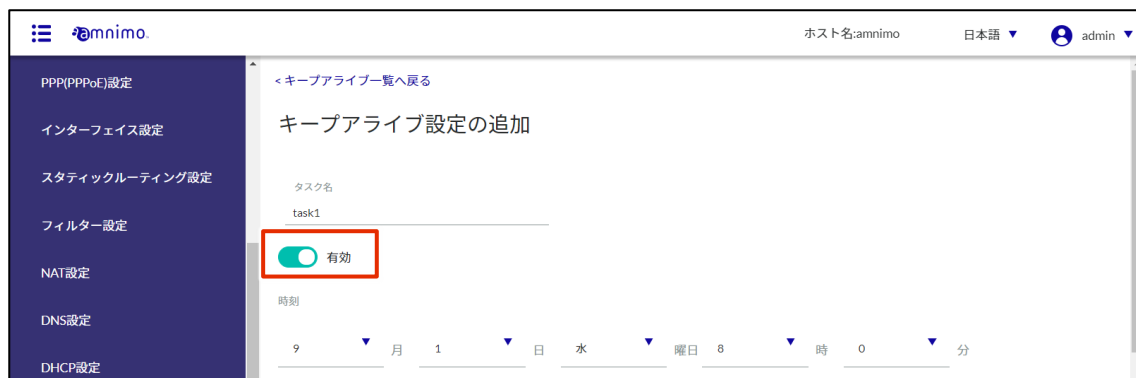 amnimo.
ホスト名:amnimo
日本語 ▼
admin ▼
PPP(PPPoE)設定
インターフェイス設定
スタティックルーティング設定
フィルター設定
NAT設定
DNS設定
DHCP設定
< キープアライブ一覧へ戻る
キープアライブ設定の追加
タスク名
task1
有効
時刻
9 ▼ 月 1 ▼ 日 水 ▼ 曜日 8 ▼ 時 0 ▼ 分